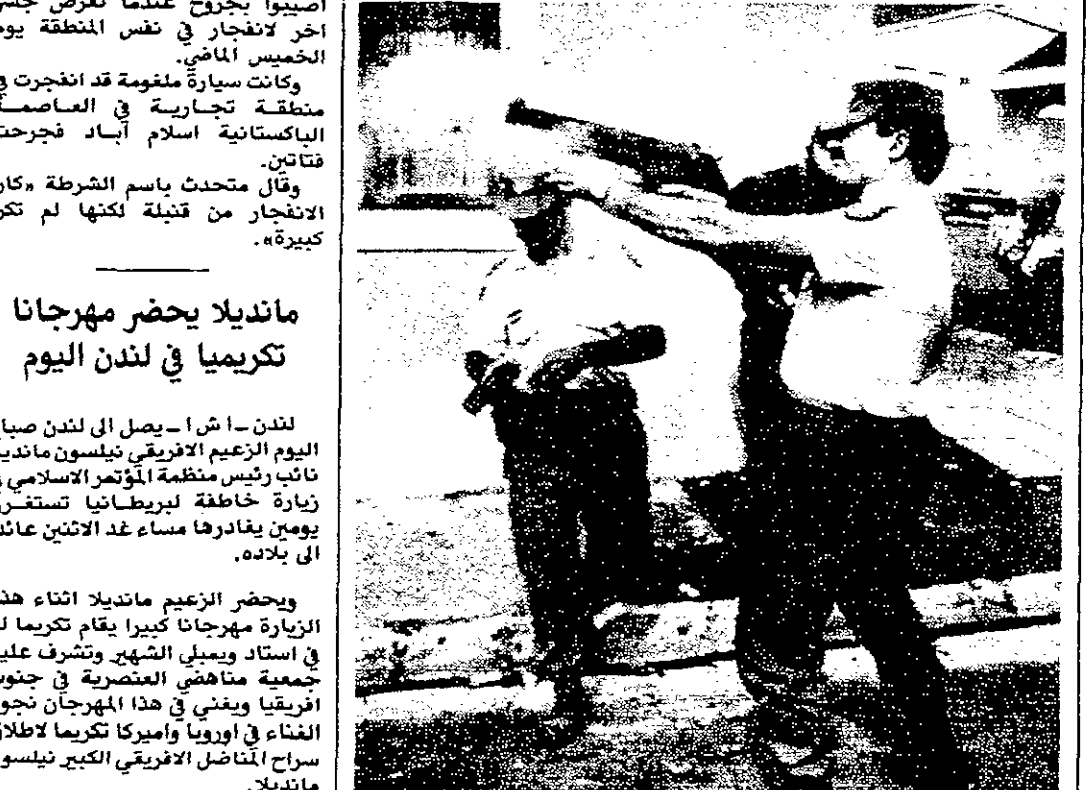 اصيبوا بجروح عندما تعرض جسر
اخر لانفجار في نفس المنطقة يوم
الخميس الماضي.
وكانت سيارة ملغومة قد انفجرت في
منطقة تجارية في العاصمة
الباكستانية اسلام آباد فجرحت
فتاتين.
وقال متحدث باسم الشرطة «كان
الانفجار من قنبلة لكنها لم تكن
كبيرة».
مانديلا يحضر مهرجانا
تكريميا في لندن اليوم
لندن ـ ا ش ا ـ يصل الى لندن صباح
اليوم الزعيم الافريقي نيلسون مانديلا
نائب رئيس منظمة المؤتمر الاسلامي في
زيارة خاطفة لبريطانيا تستغرق
يومين يغادرها مساء غد الاثنين عائدا
الى بلاده.
ويحضر الزعيم مانديلا اثناء هذه
الزيارة مهرجانا كبيرا يقام تكريما له
في استاد ويمبلي الشهير وتشرف عليه
جمعية مناهضي العنصرية في جنوب
افريقيا ويغني في هذا المهرجان نجوم
الغناء في اوروبا واميركا تكريما لاطلاق
سراح المناضل الافريقي الكبير نيلسون
مانديلا.